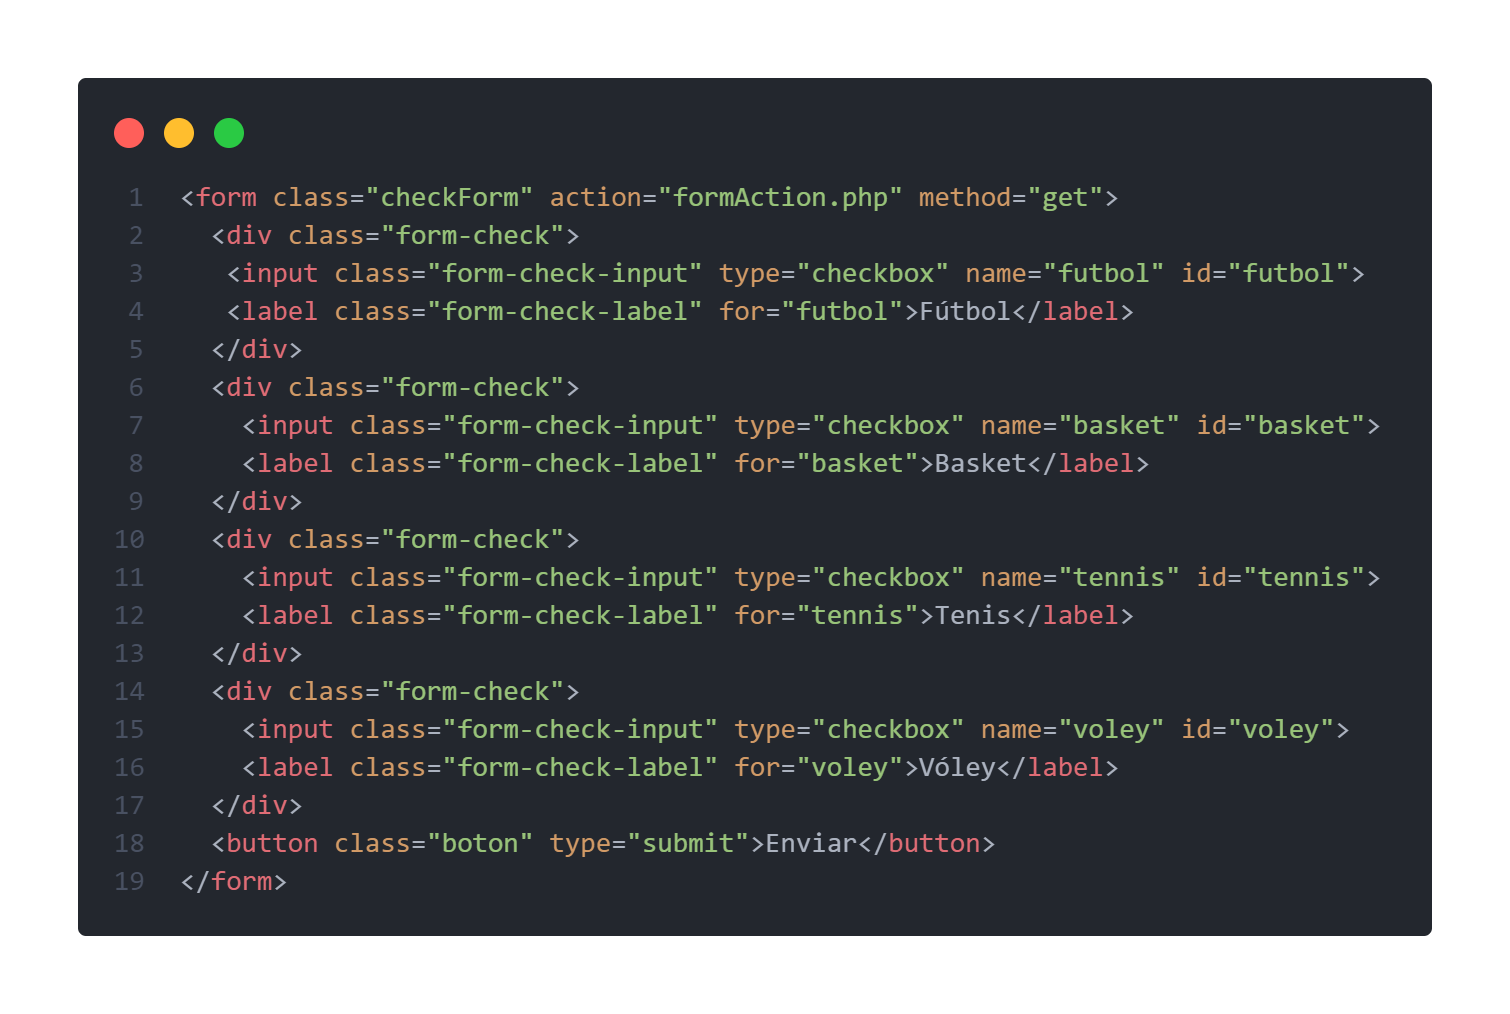 1 <form class="checkForm" action="formAction.php" method="get">
2   <div class="form-check">
3    <input class="form-check-input" type="checkbox" name="futbol" id="futbol">
4    <label class="form-check-label" for="futbol">Fútbol</label>
5   </div>
6   <div class="form-check">
7     <input class="form-check-input" type="checkbox" name="basket" id="basket">
8     <label class="form-check-label" for="basket">Basket</label>
9   </div>
10   <div class="form-check">
11     <input class="form-check-input" type="checkbox" name="tennis" id="tennis">
12     <label class="form-check-label" for="tennis">Tenis</label>
13   </div>
14   <div class="form-check">
15     <input class="form-check-input" type="checkbox" name="voley" id="voley">
16     <label class="form-check-label" for="voley">Vóley</label>
17   </div>
18   <button class="boton" type="submit">Enviar</button>
19 </form>